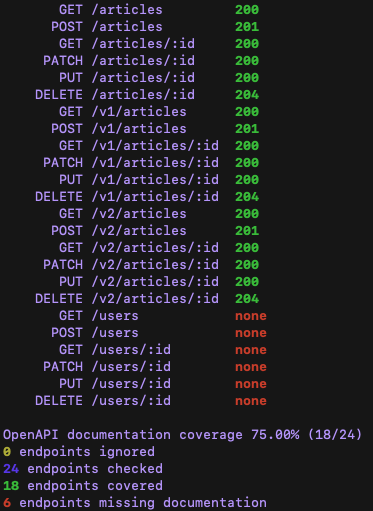 GET /articles 200
POST /articles 201
GET /articles/:id 200
PATCH /articles/:id 200
PUT /articles/:id 200
DELETE /articles/:id 204
GET /v1/articles 200
POST /v1/articles 201
GET /v1/articles/:id 200
PATCH /v1/articles/:id 200
PUT /v1/articles/:id 200
DELETE /v1/articles/:id 204
GET /v2/articles 200
POST /v2/articles 201
GET /v2/articles/:id 200
PATCH /v2/articles/:id 200
PUT /v2/articles/:id 200
DELETE /v2/articles/:id 204
GET /users none
POST /users none
GET /users/:id none
PATCH /users/:id none
PUT /users/:id none
DELETE /users/:id none
OpenAPI documentation coverage 75.00% (18/24)
0 endpoints ignored
24 endpoints checked
18 endpoints covered
6 endpoints missing documentation